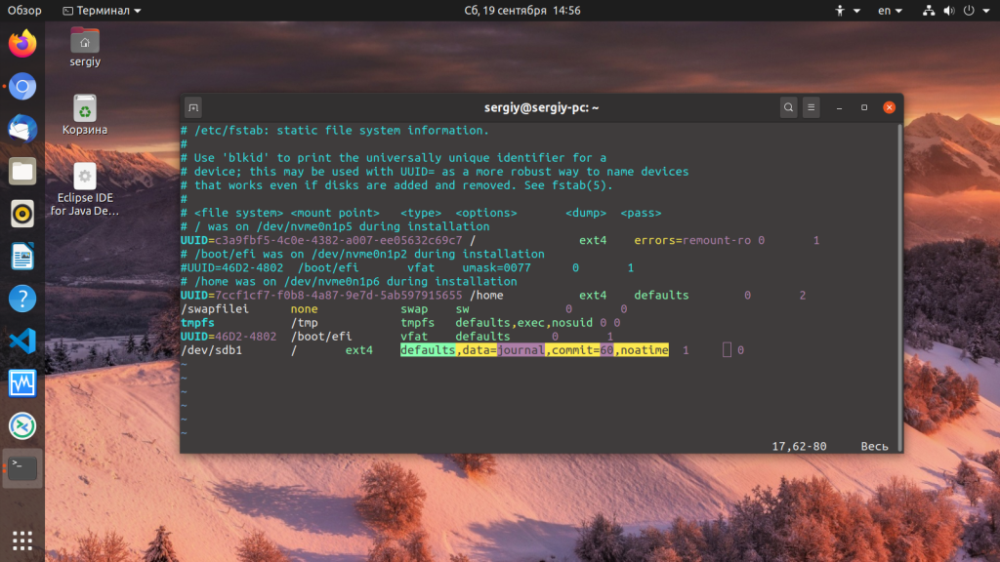 Обзор
Терминал
Сб, 19 сентября 14:56
en
sergiy
Корзина
Eclipse IDE
for Java De...
sergiy@sergiy-pc: ~
# /etc/fstab: static file system information.
#
# Use 'blkid' to print the universally unique identifier for a
# device; this may be used with UUID= as a more robust way to name devices
# that works even if disks are added and removed. See fstab(5).
#
# <file system> <mount point>   <type>  <options>       <dump>  <pass>
# / was on /dev/nvme0n1p5 during installation
UUID=c3a9fbf5-4c0e-4382-a007-ee05632c69c7 /               ext4    errors=remount-ro 0       1
# /boot/efi was on /dev/nvme0n1p2 during installation
#UUID=46D2-4802  /boot/efi       vfat    umask=0077      0       1
# /home was on /dev/nvme0n1p6 during installation
UUID=7ccf1cf7-f0b8-4a87-9e7d-5ab597915655 /home           ext4    defaults        0       2
/swapfilei      none            swap    sw              0       0
tmpfs           /tmp            tmpfs   defaults,exec,nosuid 0 0
UUID=46D2-4802  /boot/efi       vfat    defaults      0       1
/dev/sdb1       /       ext4    defaults,data=journal,commit=60,noatime  1       0
~
~
~
~
~
~
17,62-80     Весь